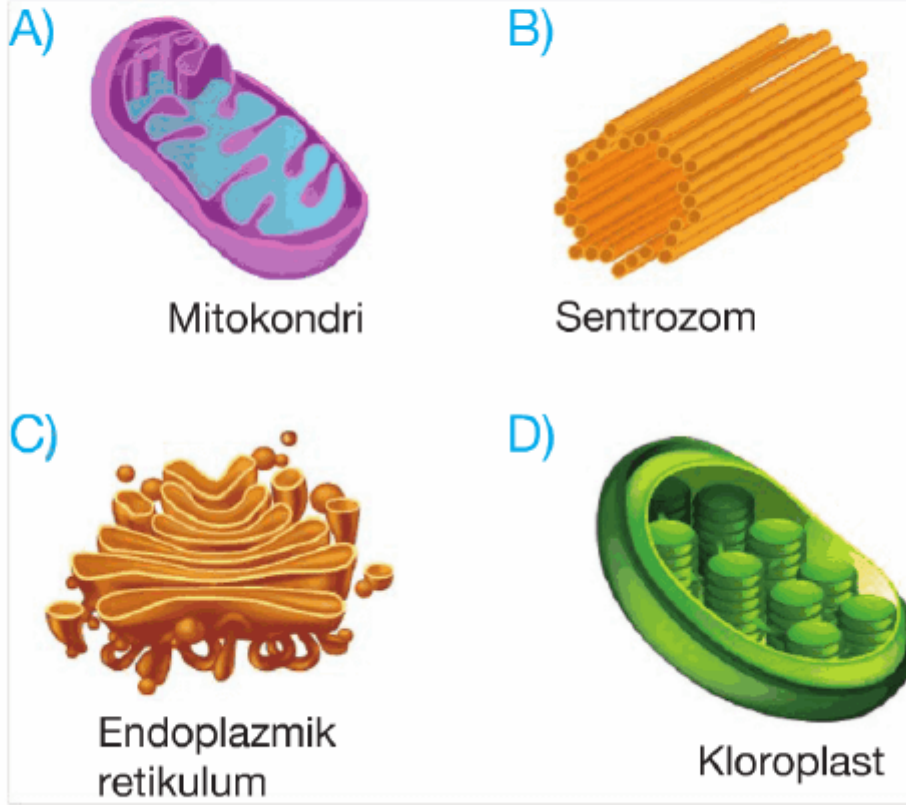 A)
B)
Mitokondri
Sentrozom
C)
D)
Endoplazmik
retikulum
Kloroplast